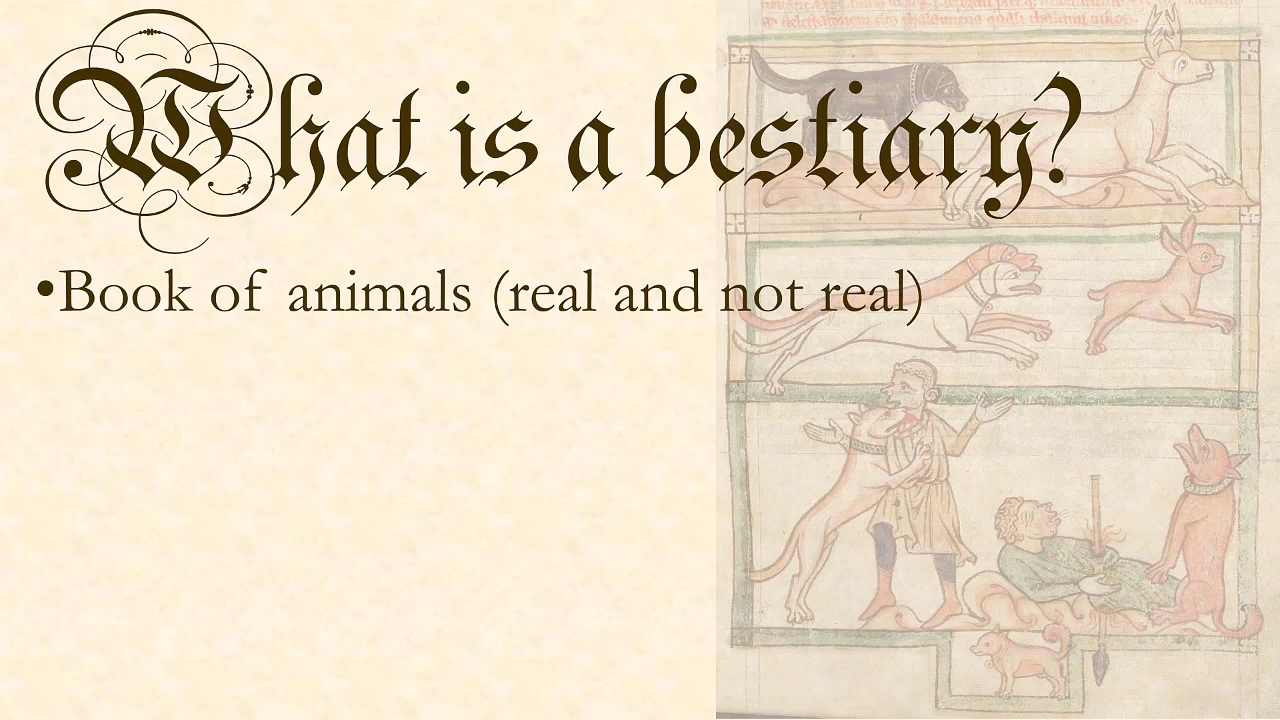 What is a bestiary?
•Book of animals (real and not real)